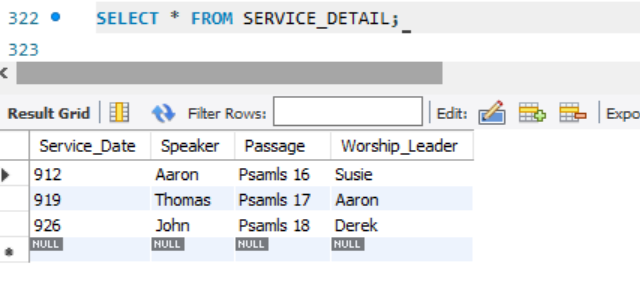 322 SELECT * FROM SERVICE_DETAIL;
323
Result Grid Filter Rows: Edit: Expo
Service_Date Speaker Passage Worship_Leader
912 Aaron Psamls 16 Susie
919 Thomas Psamls 17 Aaron
926 John Psamls 18 Derek
NULL NULL NULL NULL